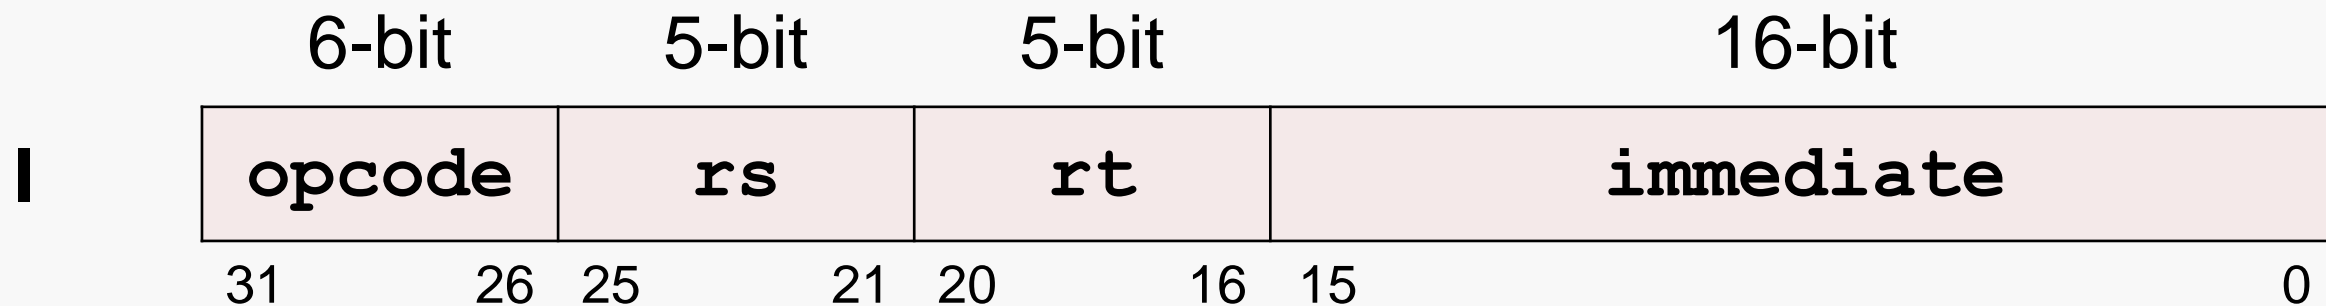 6-bit 5-bit 5-bit 16-bit
I opcode rs rt immediate
31 26 25 21 20 16 15 0